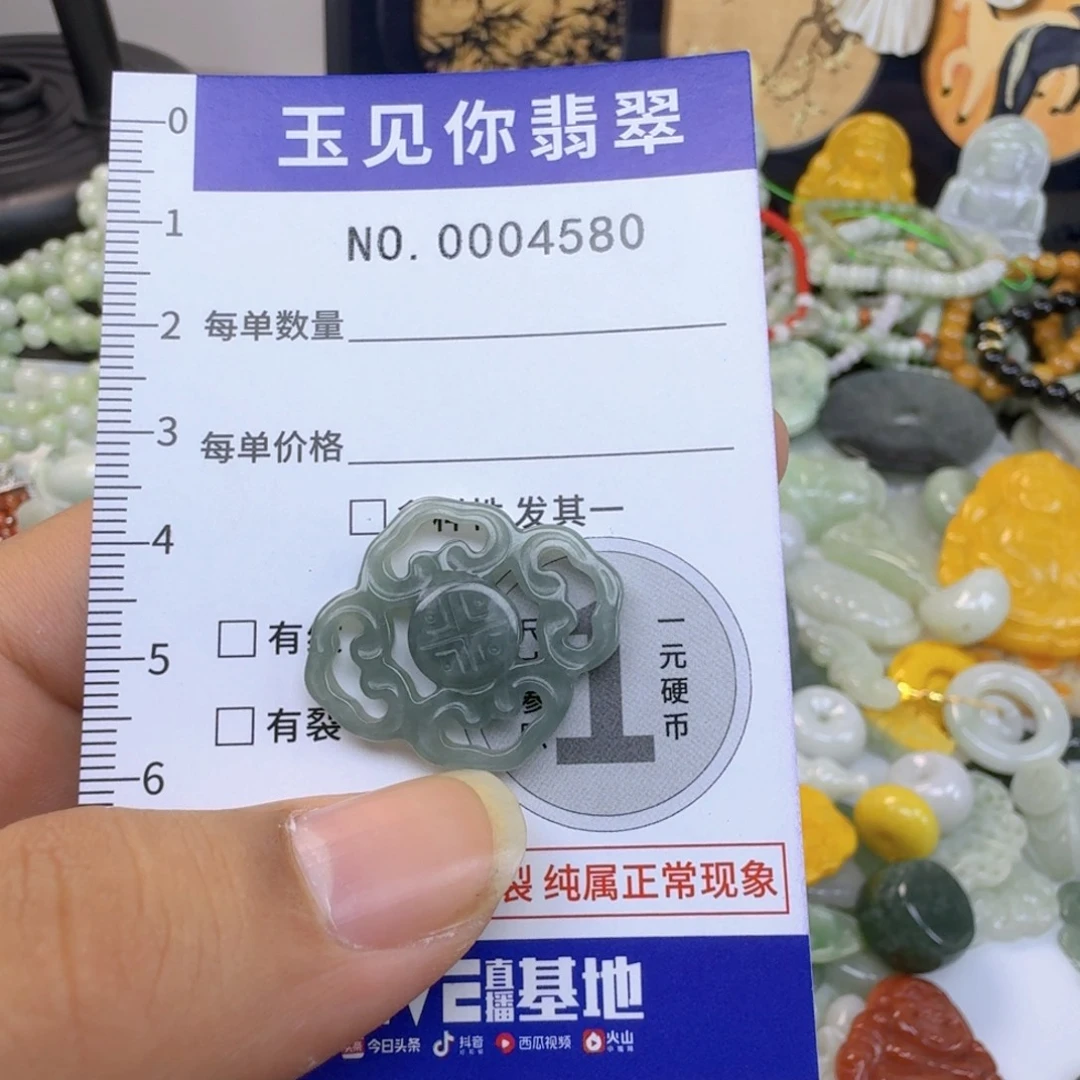 玉见你翡翠
NO. 0004580
0
1
2
3
4
5
6
每单数量
每单价格
发其一
有
有裂
1
一元硬币
裂 纯属正常现象
直播基地
今日头条 抖音 西瓜视频 火山